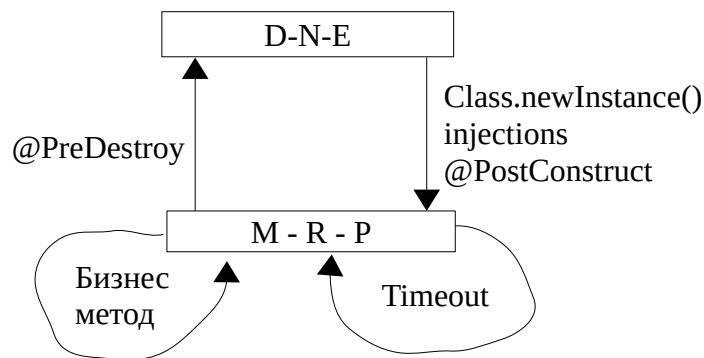 D-N-E
Class.newInstance()
injections
@PostConstruct
@PreDestroy
M - R - P
Бизнес
метод
Timeout